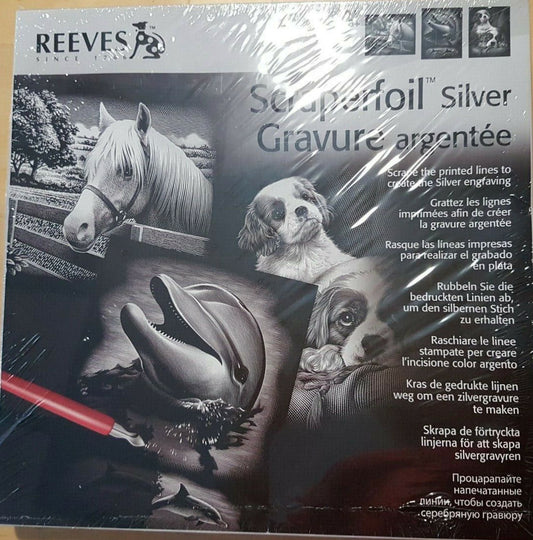 REEVES™
SINCE
Scraperfoil™ Silver
Gravure argentée
Scrape the printed lines to
create the Silver engraving
Grattez les lignes
imprimées afin de créer
la gravure argentée
Rasque las líneas impresas
para realizar el grabado
en plata
Rubbeln Sie die
bedruckten Linien ab,
um den silbernen Stich
zu erhalten
Raschiare le linee
stampate per creare
l'incisione color argento
Kras de gedrukte lijnen
weg om een zilvergravure
te maken
Skrapa de förtryckta
linjerna för att skapa
silvergravyren
Процарапайте
напечатанные
линии, чтобы создать
серебряную гравюру